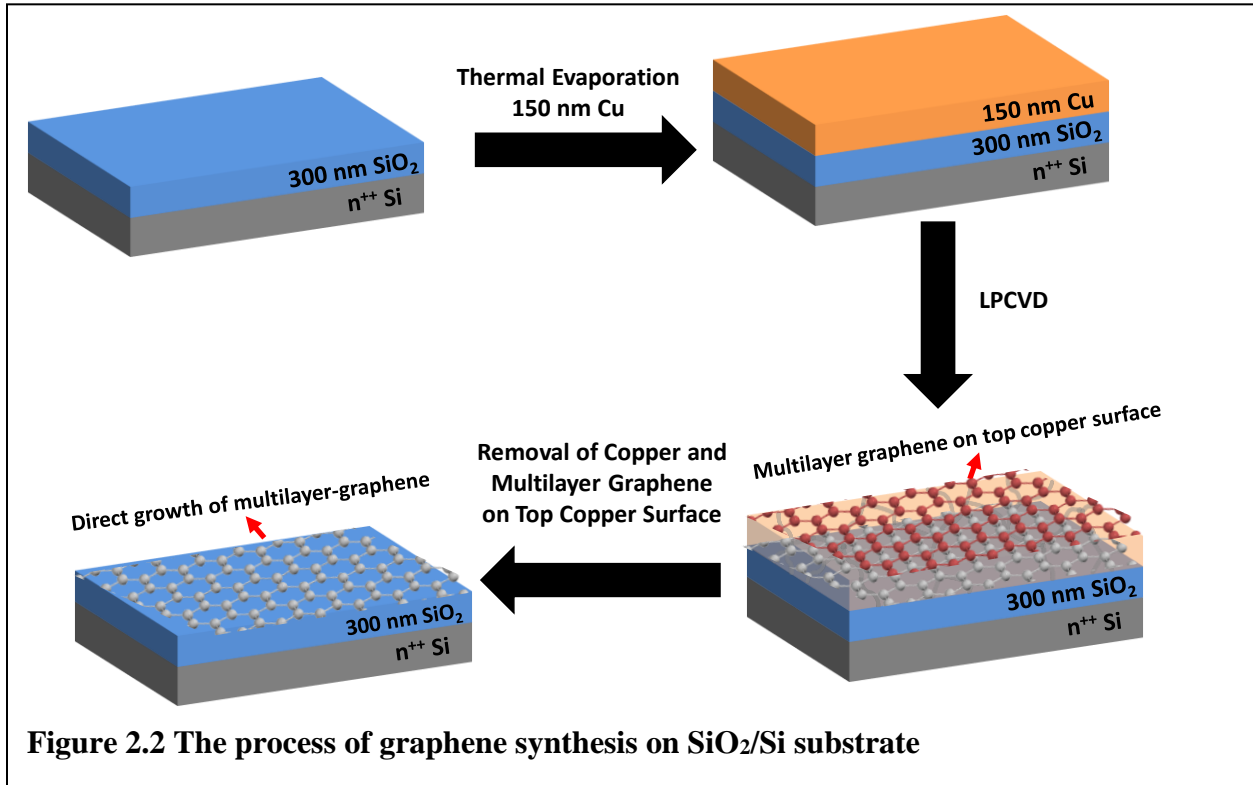 300 nm SiO₂
n⁺⁺ Si
Thermal Evaporation
150 nm Cu
150 nm Cu
300 nm SiO₂
n⁺⁺ Si
LPCVD
Multilayer graphene on top copper surface
300 nm SiO₂
n⁺⁺ Si
Removal of Copper and
Multilayer Graphene
on Top Copper Surface
Direct growth of multilayer-graphene
300 nm SiO₂
n⁺⁺ Si
Figure 2.2 The process of graphene synthesis on SiO₂/Si substrate